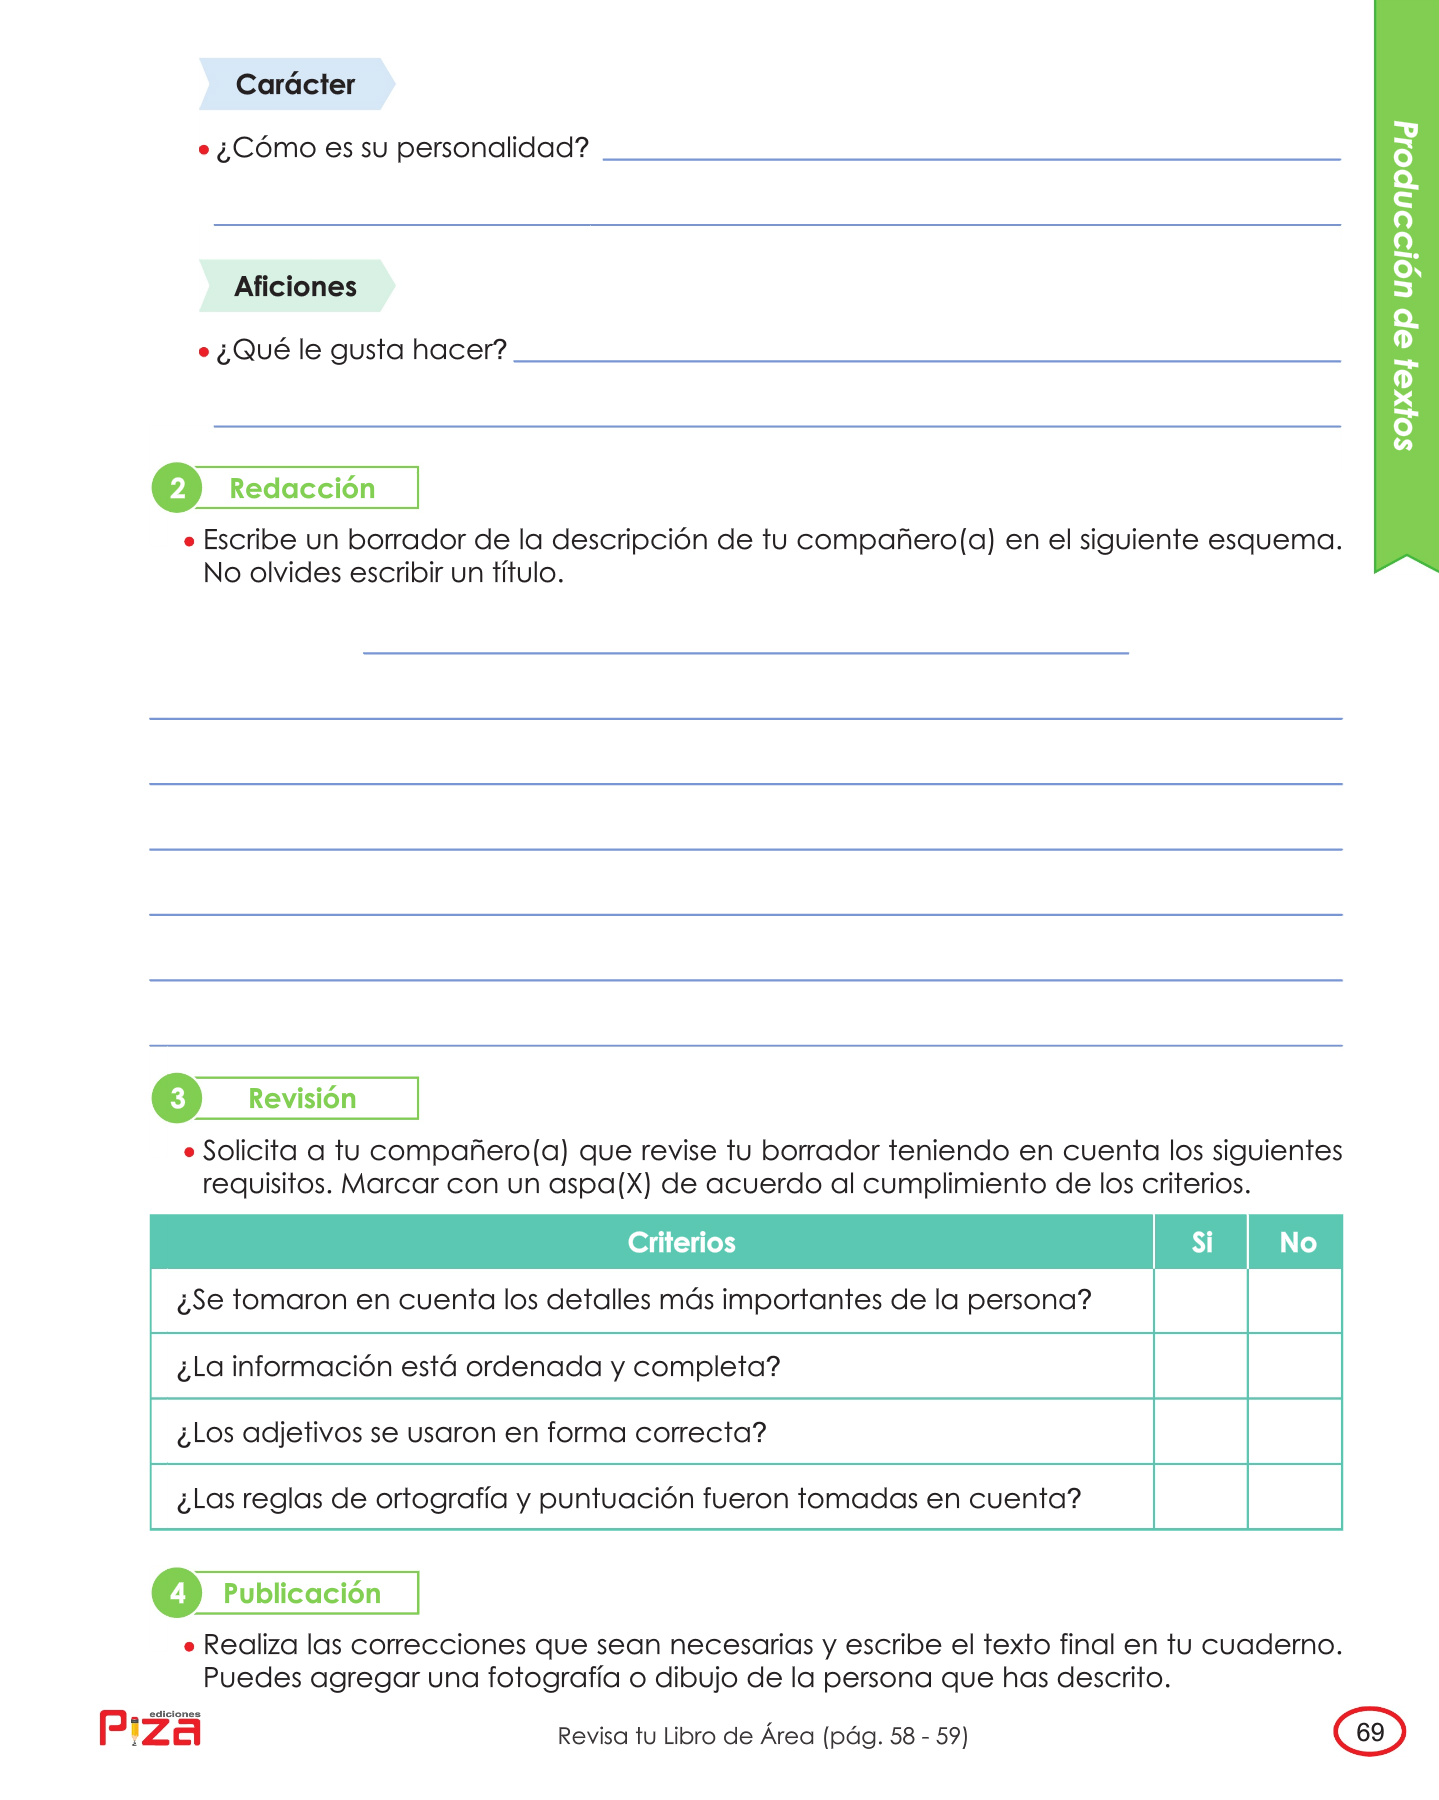 Carácter
• ¿Cómo es su personalidad?
Aficiones
• ¿Qué le gusta hacer?
2 Redacción
• Escribe un borrador de la descripción de tu compañero(a) en el siguiente esquema.
No olvides escribir un título.
3 Revisión
• Solicita a tu compañero(a) que revise tu borrador teniendo en cuenta los siguientes
requisitos. Marcar con un aspa(X) de acuerdo al cumplimiento de los criterios.
Criterios Si No
¿Se tomaron en cuenta los detalles más importantes de la persona?
¿La información está ordenada y completa?
¿Los adjetivos se usaron en forma correcta?
¿Las reglas de ortografía y puntuación fueron tomadas en cuenta?
4 Publicación
• Realiza las correcciones que sean necesarias y escribe el texto final en tu cuaderno.
Puedes agregar una fotografía o dibujo de la persona que has descrito.
ediciones
Piza
Revisa tu Libro de Área (pág. 58 - 59)
69
Producción de textos